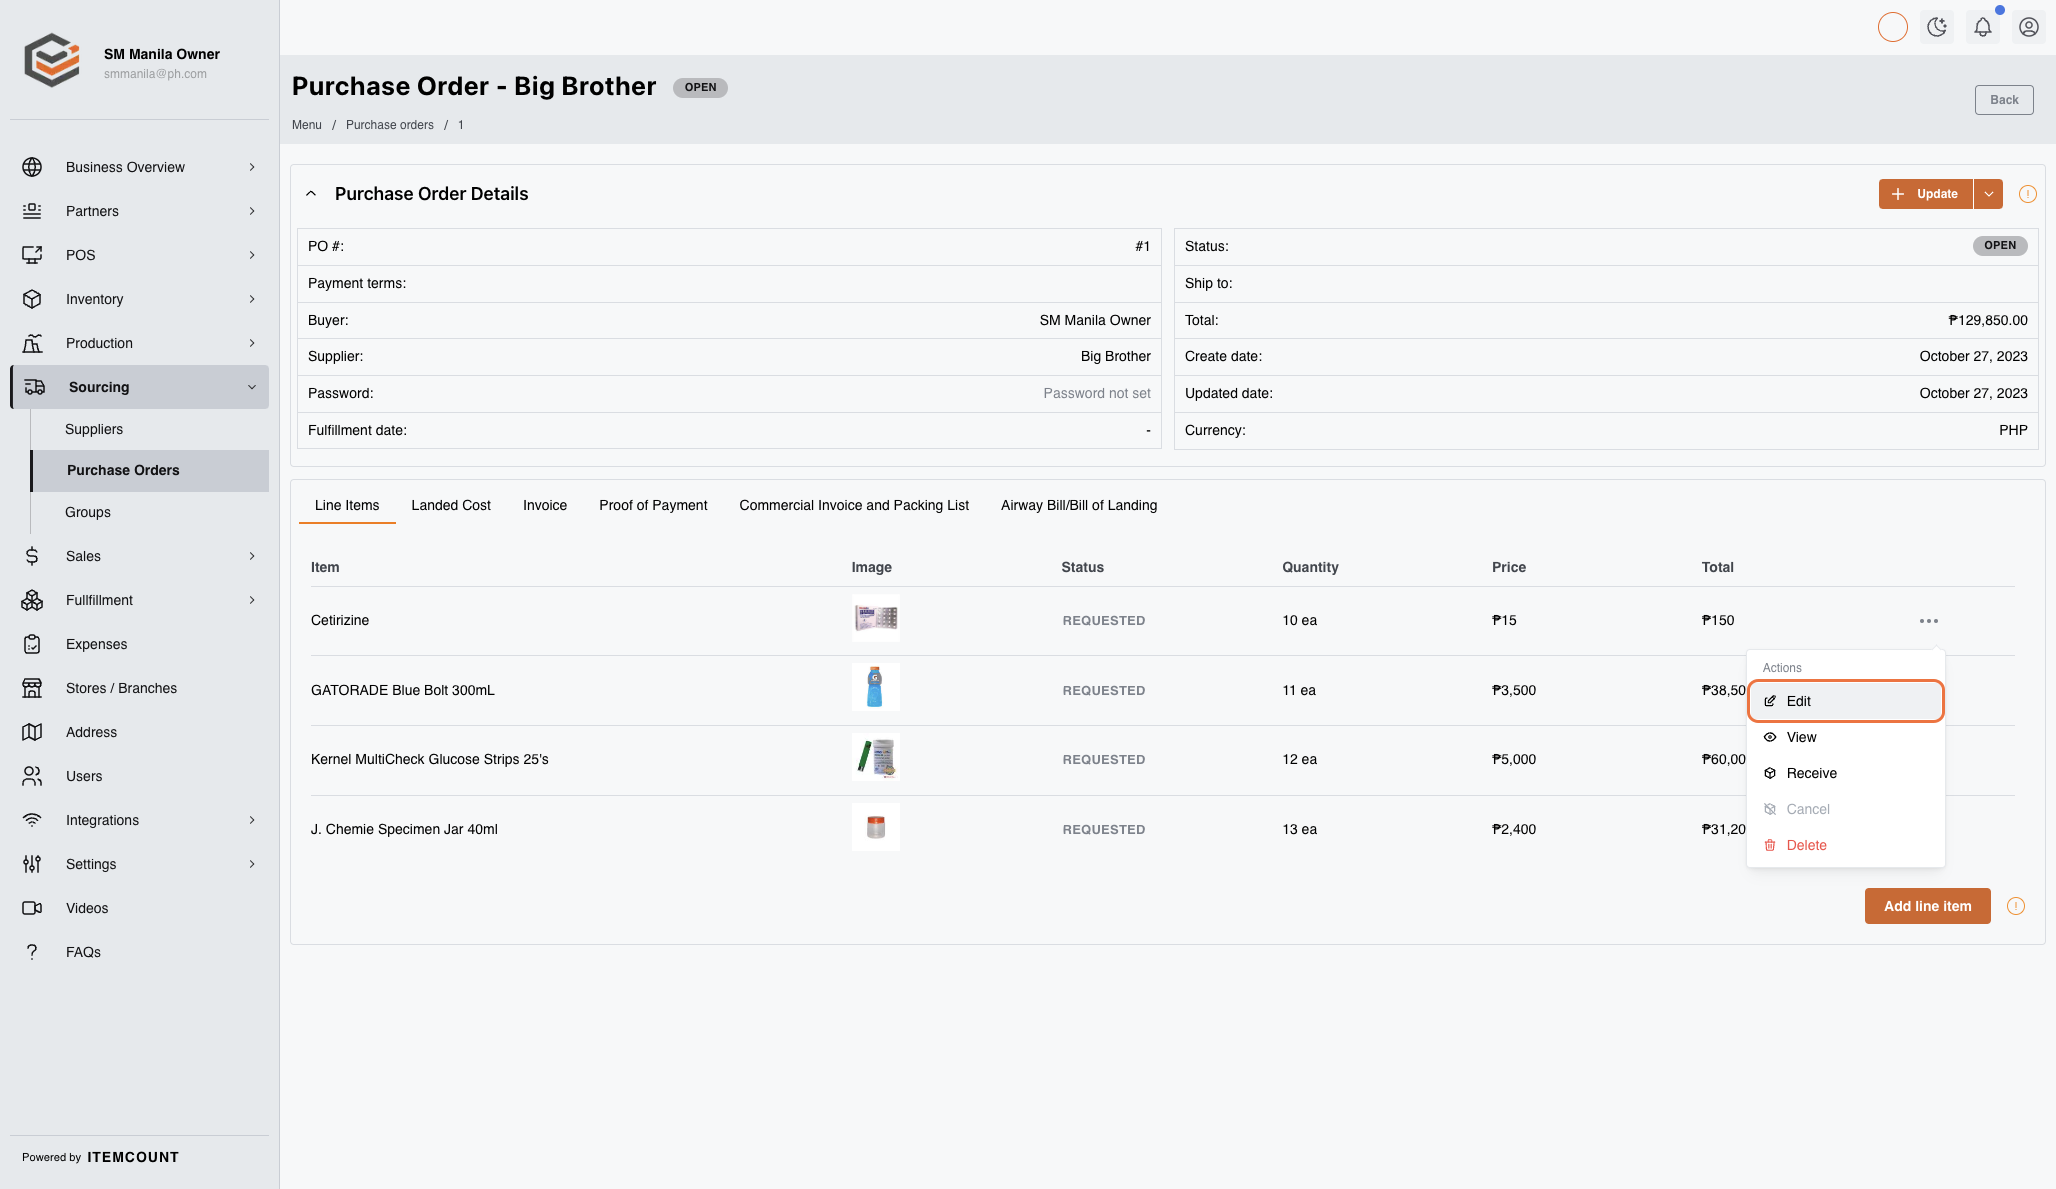 SM Manila Owner
smmanila@ph.com
Business Overview
Partners
POS
Inventory
Production
Sourcing
Suppliers
Purchase Orders
Groups
Sales
Fullfillment
Expenses
Stores / Branches
Address
Users
Integrations
Settings
Videos
FAQs
Powered by ITEMCOUNT
Purchase Order - Big Brother OPEN
Menu / Purchase orders / 1
Back
Purchase Order Details
Update
PO #: #1
Payment terms:
Buyer: SM Manila Owner
Supplier: Big Brother
Password: Password not set
Fulfillment date: -
Status: OPEN
Ship to:
Total: ₱129,850.00
Create date: October 27, 2023
Updated date: October 27, 2023
Currency: PHP
Line Items Landed Cost Invoice Proof of Payment Commercial Invoice and Packing List Airway Bill/Bill of Landing
Item Image Status Quantity Price Total
Cetirizine REQUESTED 10 ea ₱15 ₱150
GATORADE Blue Bolt 300mL REQUESTED 11 ea ₱3,500 ₱38,50
Kernel MultiCheck Glucose Strips 25's REQUESTED 12 ea ₱5,000 ₱60,00
J. Chemie Specimen Jar 40ml REQUESTED 13 ea ₱2,400 ₱31,20
Actions
Edit
View
Receive
Cancel
Delete
Add line item